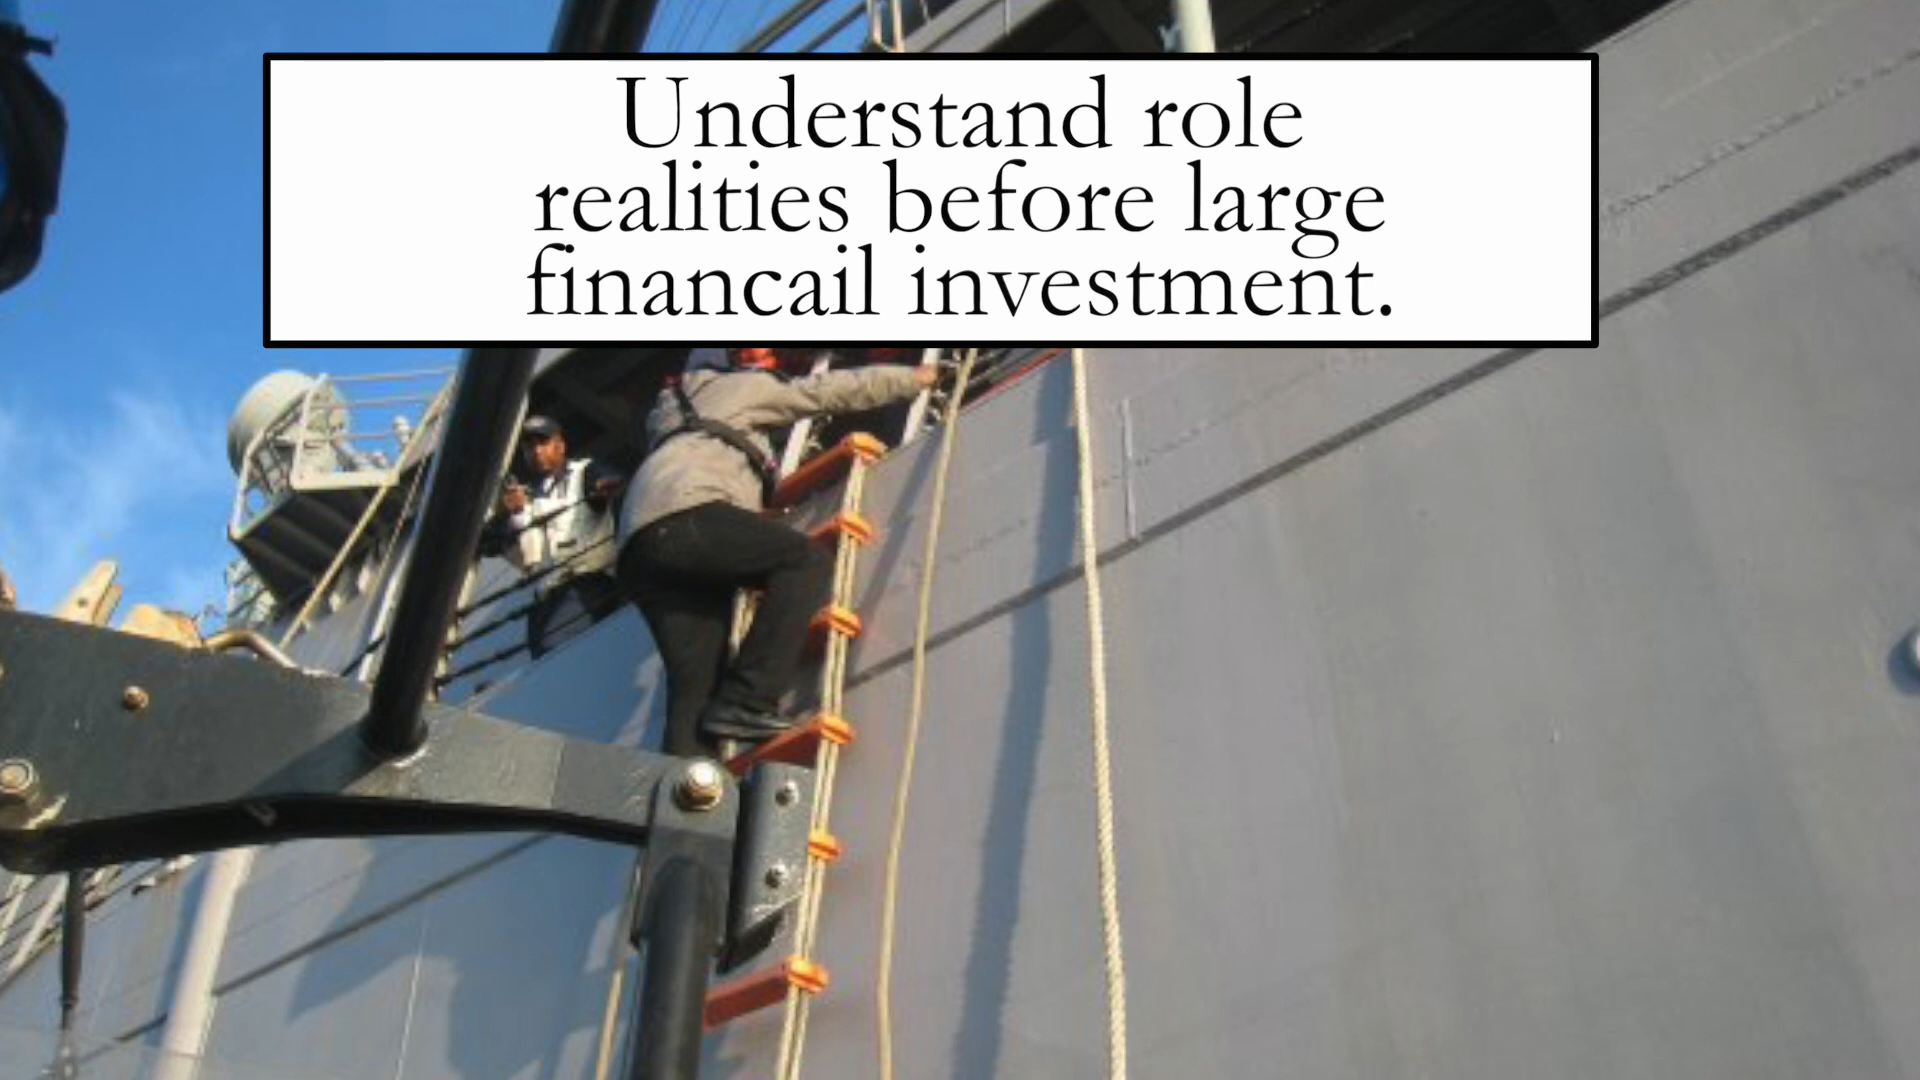 Understand role
realities before large
financail investment.